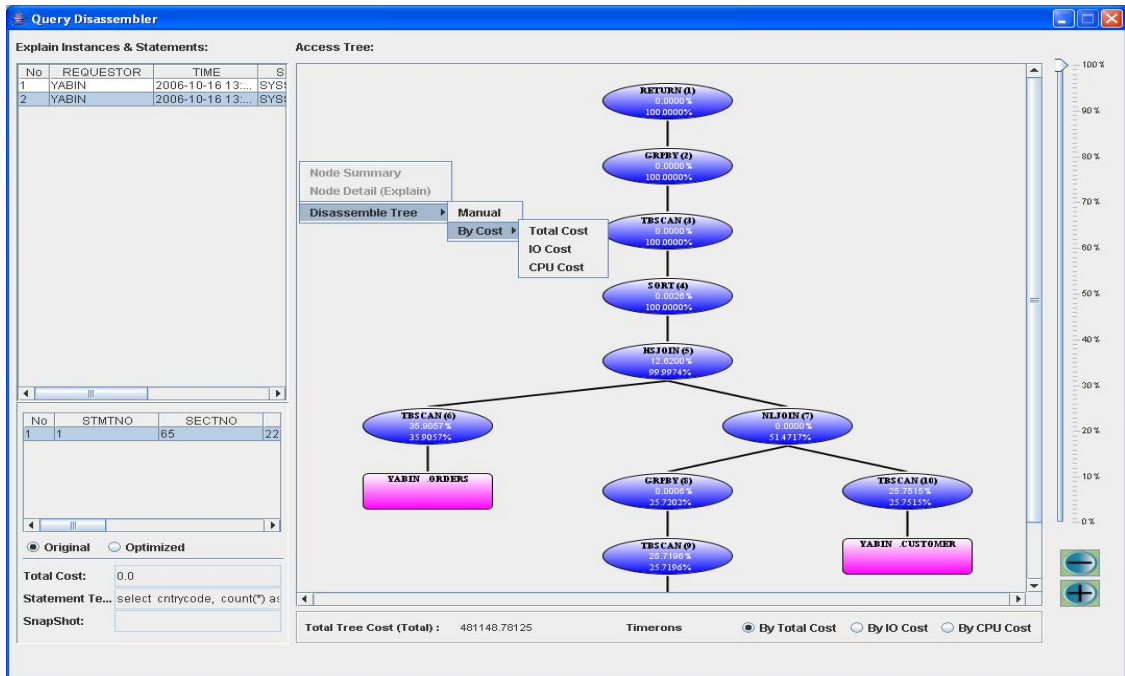 Query Disassembler
Explain Instances & Statements:
No REQUESTOR TIME S
1 YABIN 2006-10-16 13:... SYS
2 YABIN 2006-10-16 13:... SYS
No STMTNO SECTNO
1 1 65 22
Original Optimized
Total Cost: 0.0
Statement Te... select cntrycode, count(*) as
SnapShot:
Access Tree:
RETURN (1)
0.0000 %
100.0000%
GRPBY (2)
0.0000 %
100.0000%
Node Summary
Node Detail (Explain)
Disassemble Tree
Manual
By Cost
Total Cost
IO Cost
CPU Cost
TBSCAN (3)
0.0000 %
100.0000%
SORT (4)
0.0026 %
100.0000%
HSJOIN (5)
12.6200%
99.9974%
TBSCAN (6)
35.9057%
35.9057%
NLJOIN (7)
0.0000 %
51.4717%
YABIN .ORDERS
GRPBY (8)
0.0006 %
25.7202%
TBSCAN (10)
25.7515%
25.7515%
TBSCAN (9)
25.7196%
25.7196%
YABIN .CUSTOMER
Total Tree Cost (Total) : 481148.78125 Timerons By Total Cost By IO Cost By CPU Cost
100 %
90 %
80 %
70 %
60 %
50 %
40 %
30 %
20 %
10 %
0 %